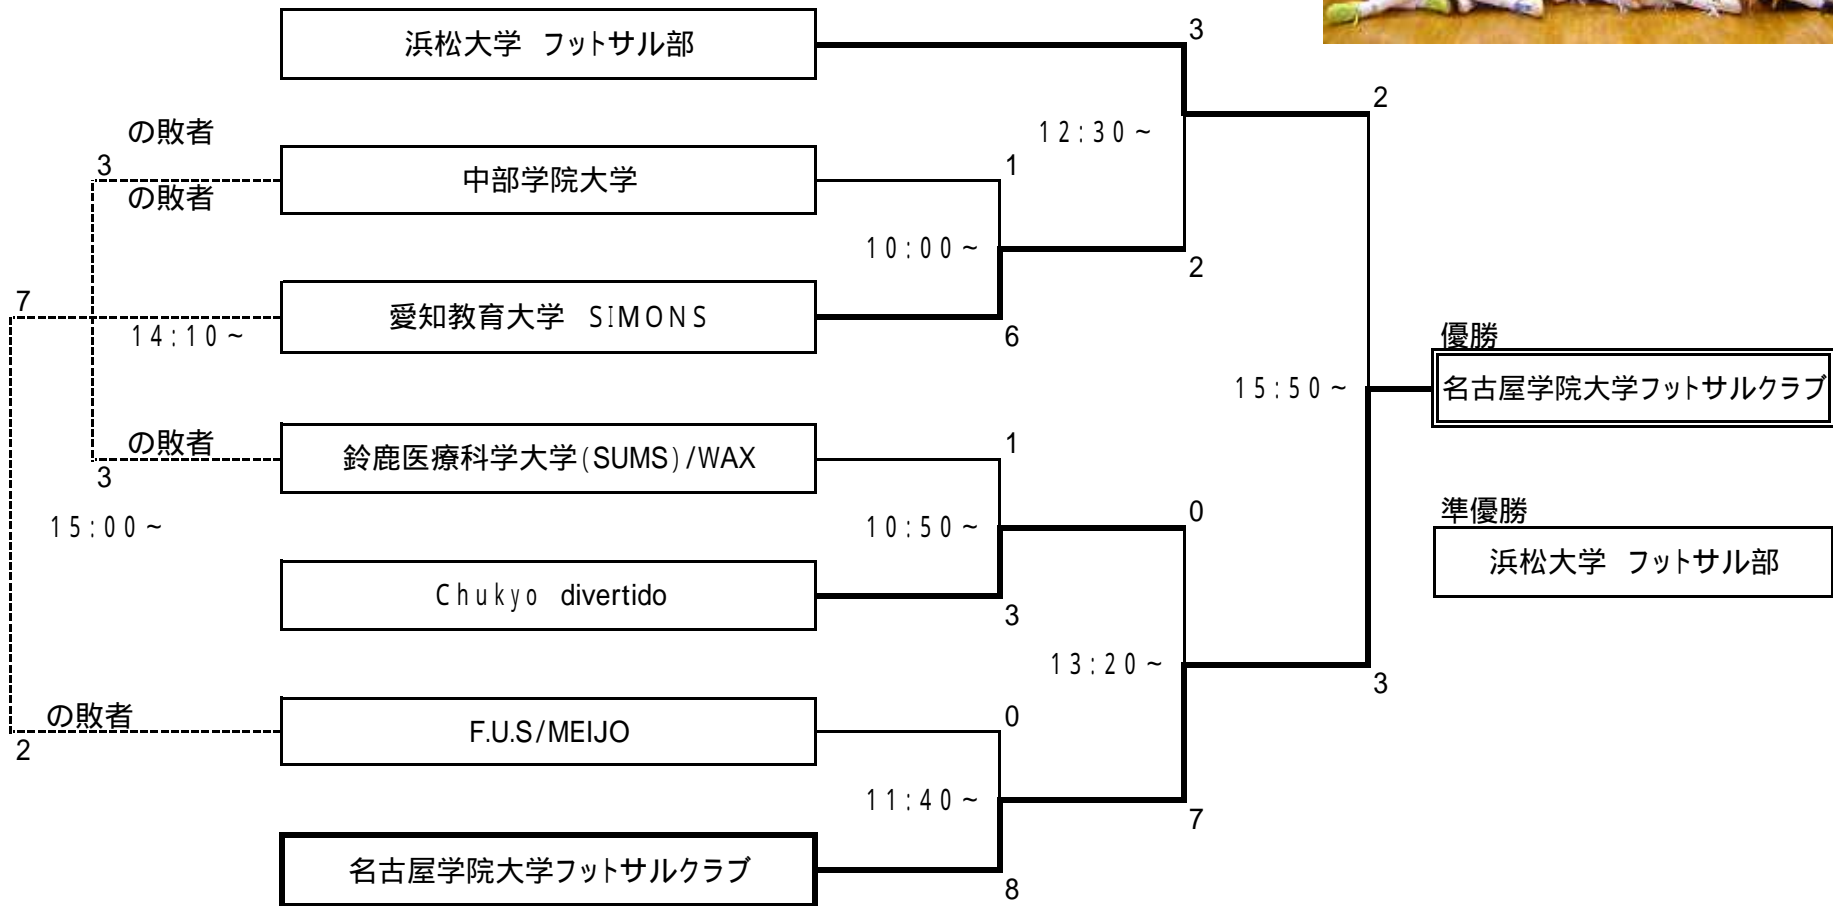 3
浜松大学 フットサル部
2
の敗者
12:30~
3
中部学院大学
1
の敗者
10:00~
2
7
愛知教育大学 SIMONS
14:10~
6
優勝
15:50~
名古屋学院大学フットサルクラブ
の敗者
鈴鹿医療科学大学(SUMS)/WAX
1
3
15:00~
10:50~
0
準優勝
浜松大学 フットサル部
Chukyo divertido
3
13:20~
3
の敗者
F.U.S/MEIJO
0
2
11:40~
7
名古屋学院大学フットサルクラブ
8